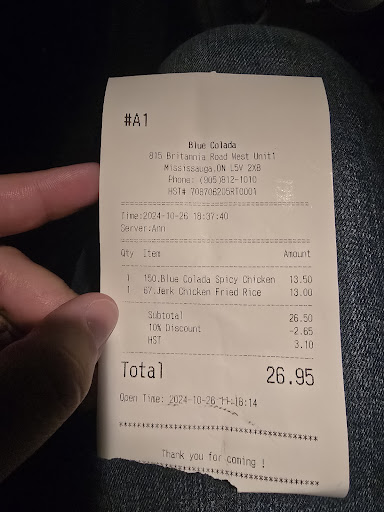 #A1
Blue Colada
815 Britannia Road West Unit1
Mississauga,ON L5V 2X8
Phone: (905)812-1010
HST# 708706205RT0001
Time:2024-10-26 18:37:40
Server:Ann
Qty Item Amount
1 150.Blue Colada Spicy Chicken 13.50
1 67.Jerk Chicken Fried Rice 13.00
Subtotal 26.50
10% Discount -2.65
HST 3.10
Total 26.95
Open Time: 2024-10-26 11:18:14
****************************************
****************************************
Thank you for coming !
****************************************